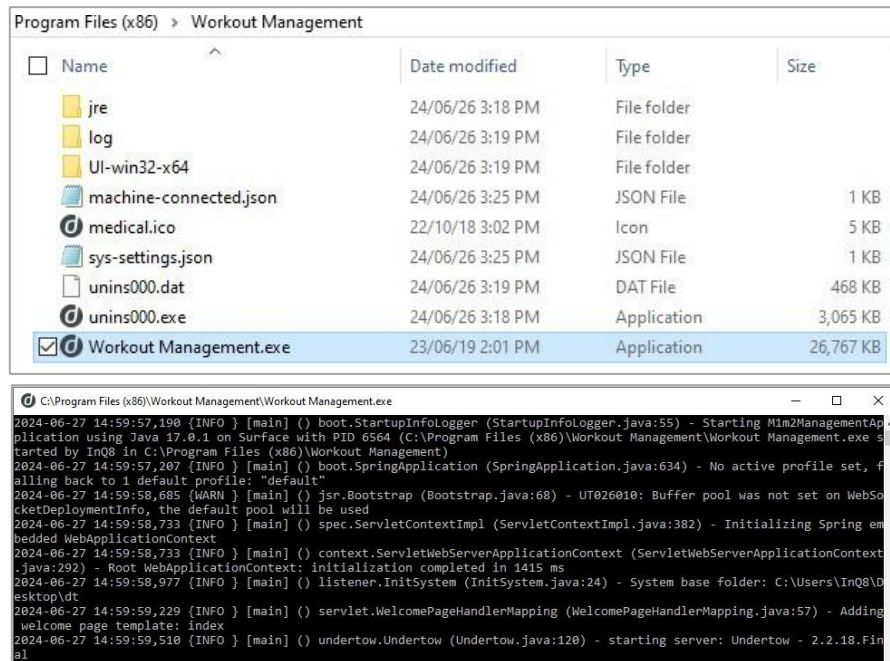 Program Files (x86) > Workout Management
Name Date modified Type Size
jre 24/06/26 3:18 PM File folder
log 24/06/26 3:19 PM File folder
UI-win32-x64 24/06/26 3:19 PM File folder
machine-connected.json 24/06/26 3:25 PM JSON File 1 KB
medical.ico 22/10/18 3:02 PM Icon 5 KB
sys-settings.json 24/06/26 3:25 PM JSON File 1 KB
unins000.dat 24/06/26 3:19 PM DAT File 468 KB
unins000.exe 24/06/26 3:18 PM Application 3,065 KB
Workout Management.exe 23/06/19 2:01 PM Application 26,767 KB
C:\Program Files (x86)\Workout Management\Workout Management.exe
2024-06-27 14:59:57,190 {INFO } [main] () boot.StartupInfoLogger (StartupInfoLogger.java:55) - Starting M1m2ManagementAp
plication using Java 17.0.1 on Surface with PID 6564 (C:\Program Files (x86)\Workout Management\Workout Management.exe s
tarted by InQ8 in C:\Program Files (x86)\Workout Management)
2024-06-27 14:59:57,207 {INFO } [main] () boot.SpringApplication (SpringApplication.java:634) - No active profile set, f
alling back to 1 default profile: "default"
2024-06-27 14:59:58,685 {WARN } [main] () jsr.Bootstrap (Bootstrap.java:68) - UT026010: Buffer pool was not set on WebSo
cketDeploymentInfo, the default pool will be used
2024-06-27 14:59:58,733 {INFO } [main] () spec.ServletContextImpl (ServletContextImpl.java:382) - Initializing Spring em
bedded WebApplicationContext
2024-06-27 14:59:58,733 {INFO } [main] () context.ServletWebServerApplicationContext (ServletWebServerApplicationContext
.java:292) - Root WebApplicationContext: initialization completed in 1415 ms
2024-06-27 14:59:58,977 {INFO } [main] () listener.InitSystem (InitSystem.java:24) - System base folder: C:\Users\InQ8\D
esktop\dt
2024-06-27 14:59:59,229 {INFO } [main] () servlet.WelcomePageHandlerMapping (WelcomePageHandlerMapping.java:57) - Adding
welcome page template: index
2024-06-27 14:59:59,510 {INFO } [main] () undertow.Undertow (Undertow.java:120) - starting server: Undertow - 2.2.18.Fin
al